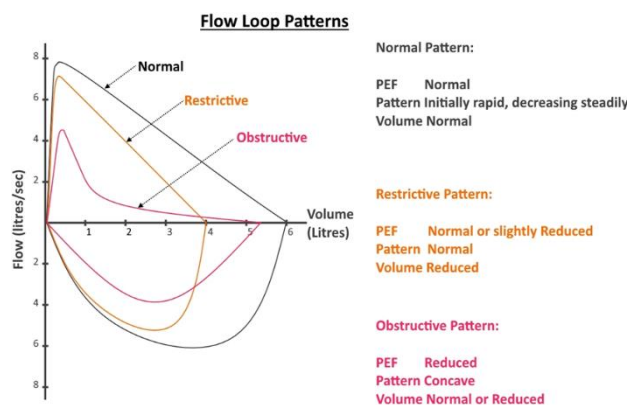 Flow Loop Patterns
8
6
4
2
2
4
6
8
Flow (litres/sec)
1
2
3
4
5
6
Volume
(Litres)
Normal
Restrictive
Obstructive
Normal Pattern:
PEF Normal
Pattern Initially rapid, decreasing steadily
Volume Normal
Restrictive Pattern:
PEF Normal or slightly Reduced
Pattern Normal
Volume Reduced
Obstructive Pattern:
PEF Reduced
Pattern Concave
Volume Normal or Reduced